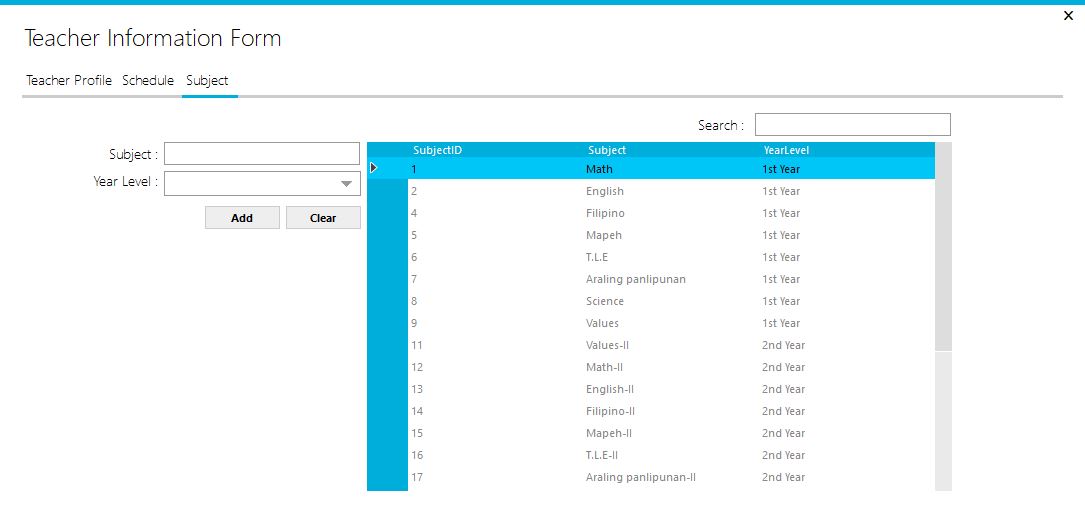 ×
Teacher Information Form
Teacher Profile Schedule Subject
Search :
Subject :
Year Level :
Add Clear
SubjectID Subject YearLevel
1 Math 1st Year
2 English 1st Year
4 Filipino 1st Year
5 Mapeh 1st Year
6 T.L.E 1st Year
7 Araling panlipunan 1st Year
8 Science 1st Year
9 Values 1st Year
11 Values-II 2nd Year
12 Math-II 2nd Year
13 English-II 2nd Year
14 Filipino-II 2nd Year
15 Mapeh-II 2nd Year
16 T.L.E-II 2nd Year
17 Araling panlipunan-II 2nd Year